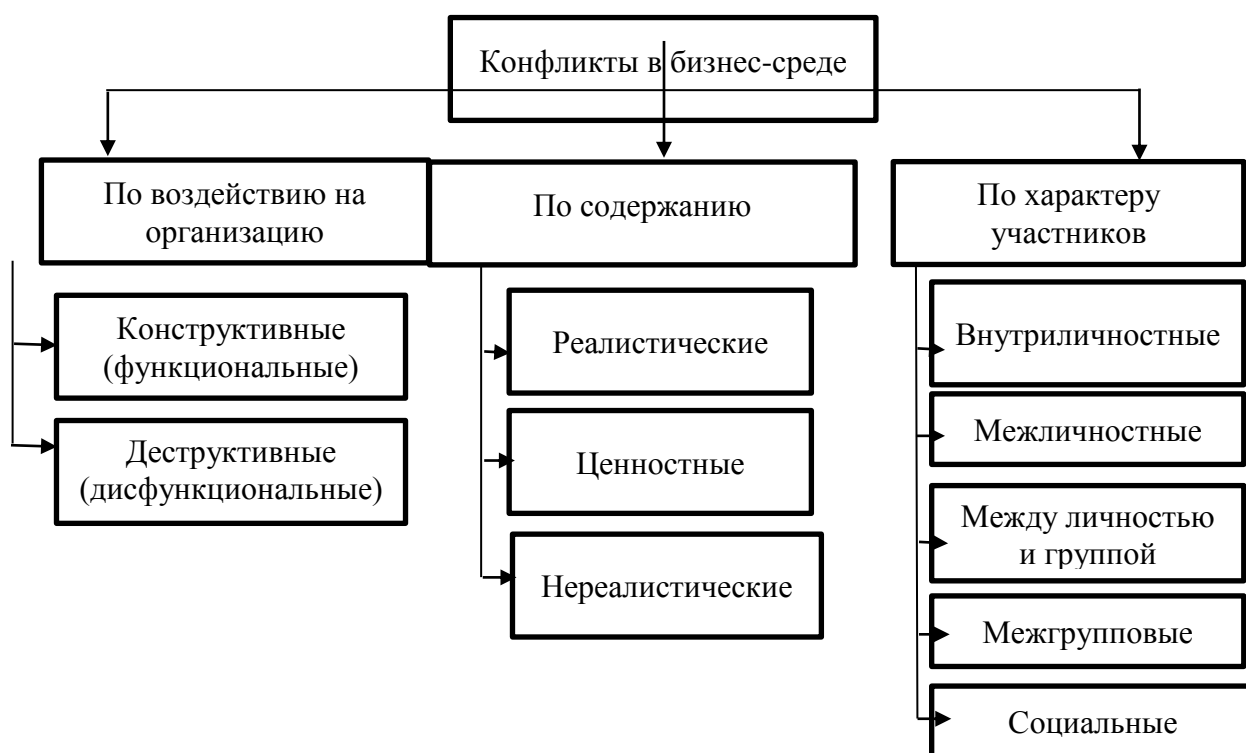 Конфликты в бизнес-среде
По воздействию на
организацию
По содержанию
По характеру
участников
Конструктивные
(функциональные)
Деструктивные
(дисфункциональные)
Реалистические
Ценностные
Нереалистические
Внутриличностные
Межличностные
Между личностью
и группой
Межгрупповые
Социальные